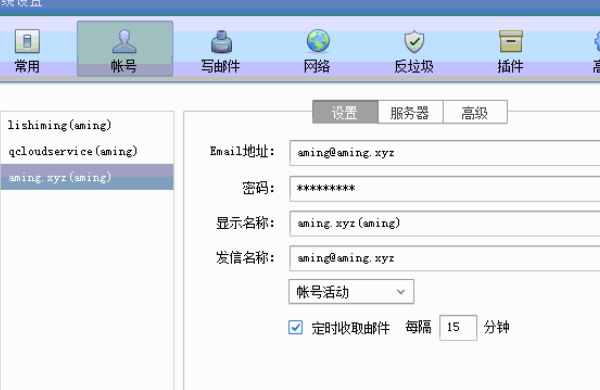 统设置
常用 帐号 写邮件 网络 反垃圾 插件 高
lishiming(aming)
qcloudservice(aming)
aming.xyz(aming)
设置 服务器 高级
Email地址: aming@aming.xyz
密码: *********
显示名称: aming.xyz(aming)
发信名称: aming@aming.xyz
帐号活动
定时收取邮件 每隔 15 分钟